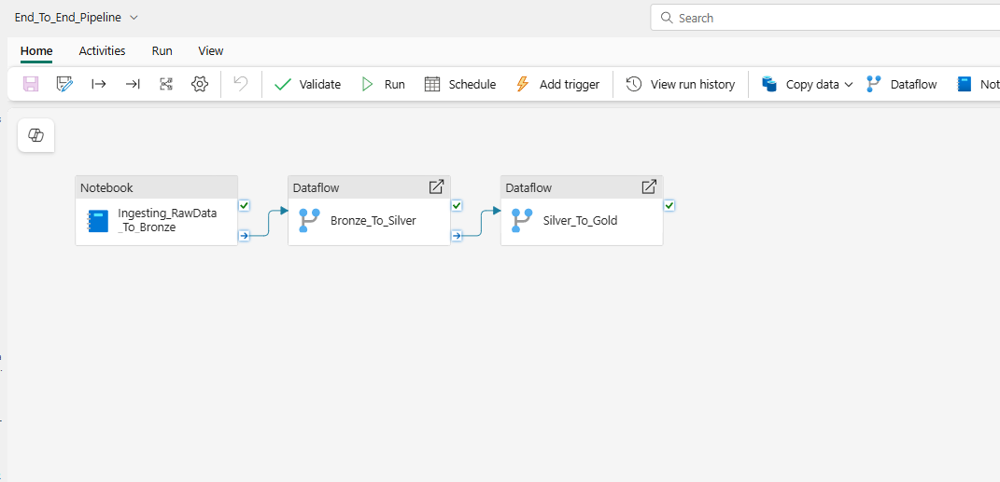 End_To_End_Pipeline
Search
Home Activities Run View
Validate Run Schedule Add trigger View run history Copy data Dataflow
Notebook
Ingesting_RawData
_To_Bronze
Dataflow
Bronze_To_Silver
Dataflow
Silver_To_Gold